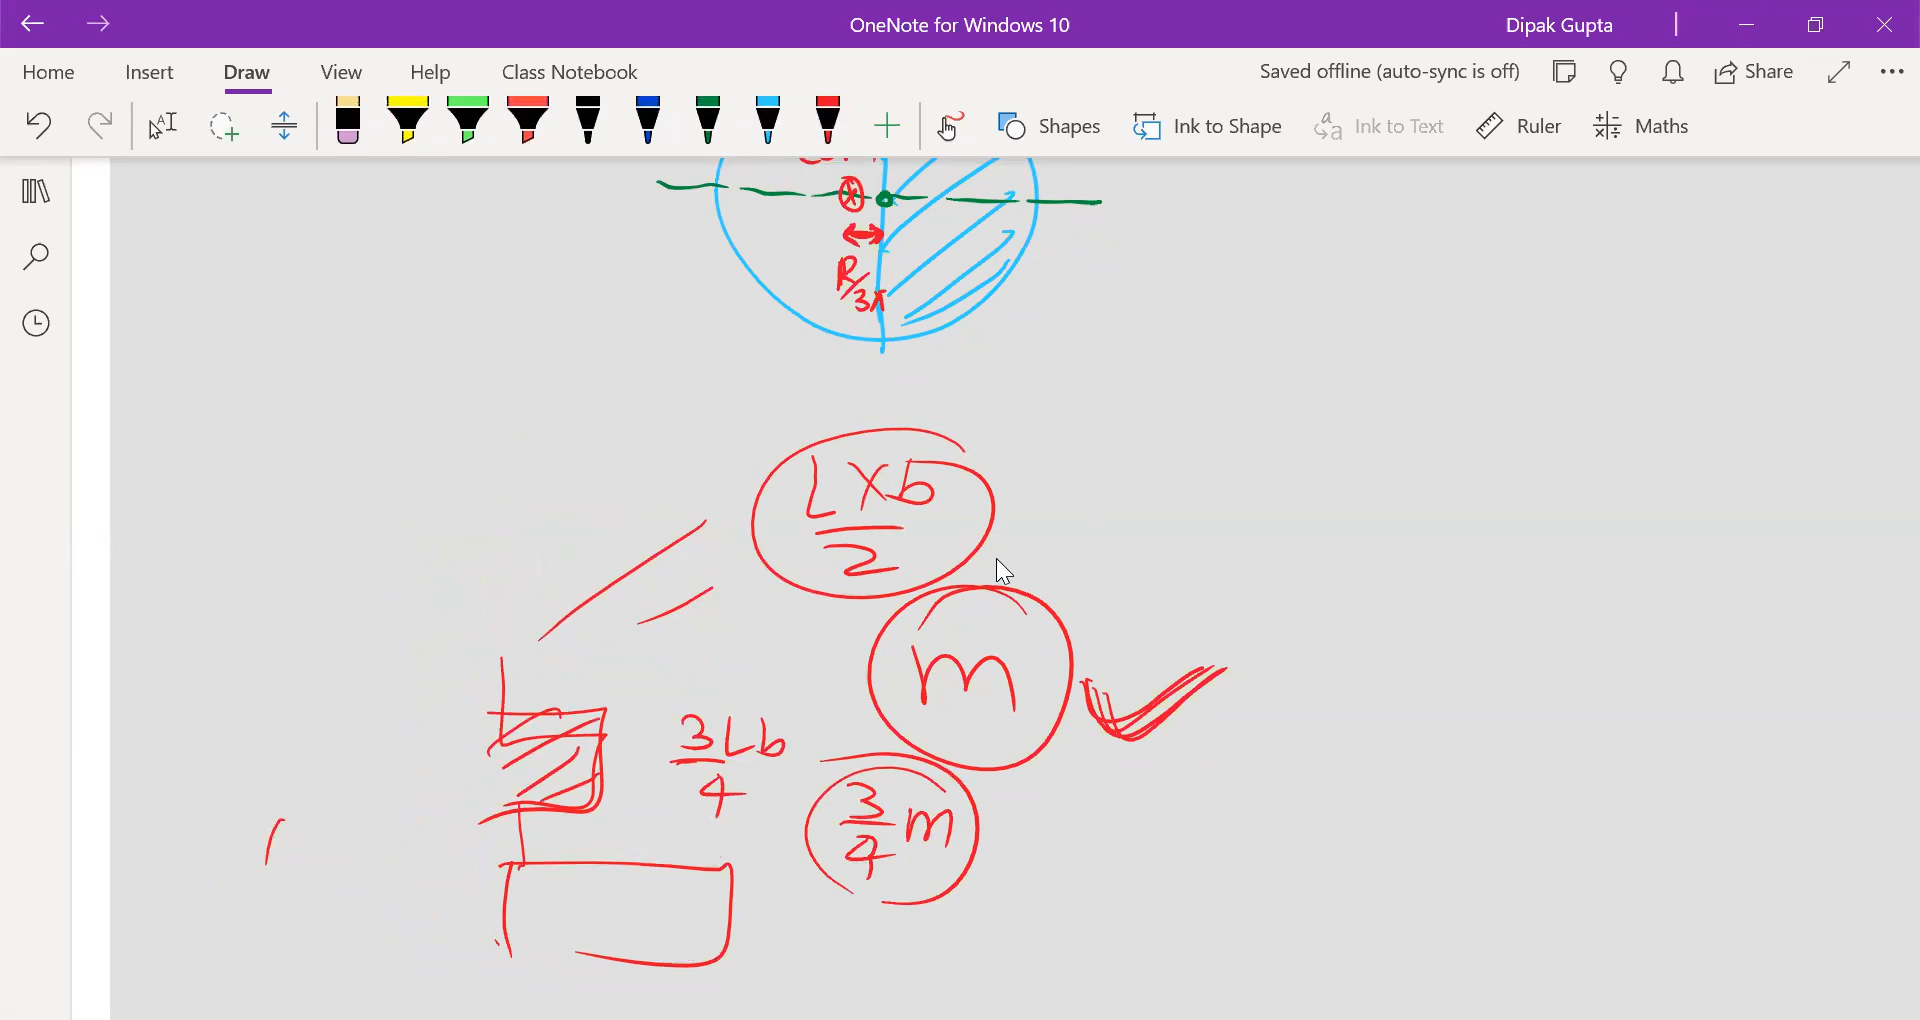 OneNote for Windows 10
Dipak Gupta
Home Insert Draw View Help Class Notebook
Saved offline (auto-sync is off)
Share
Shapes
Ink to Shape
Ink to Text
Ruler
Maths
R/3π
L×b/2
m
3Lb/4
3/4 m